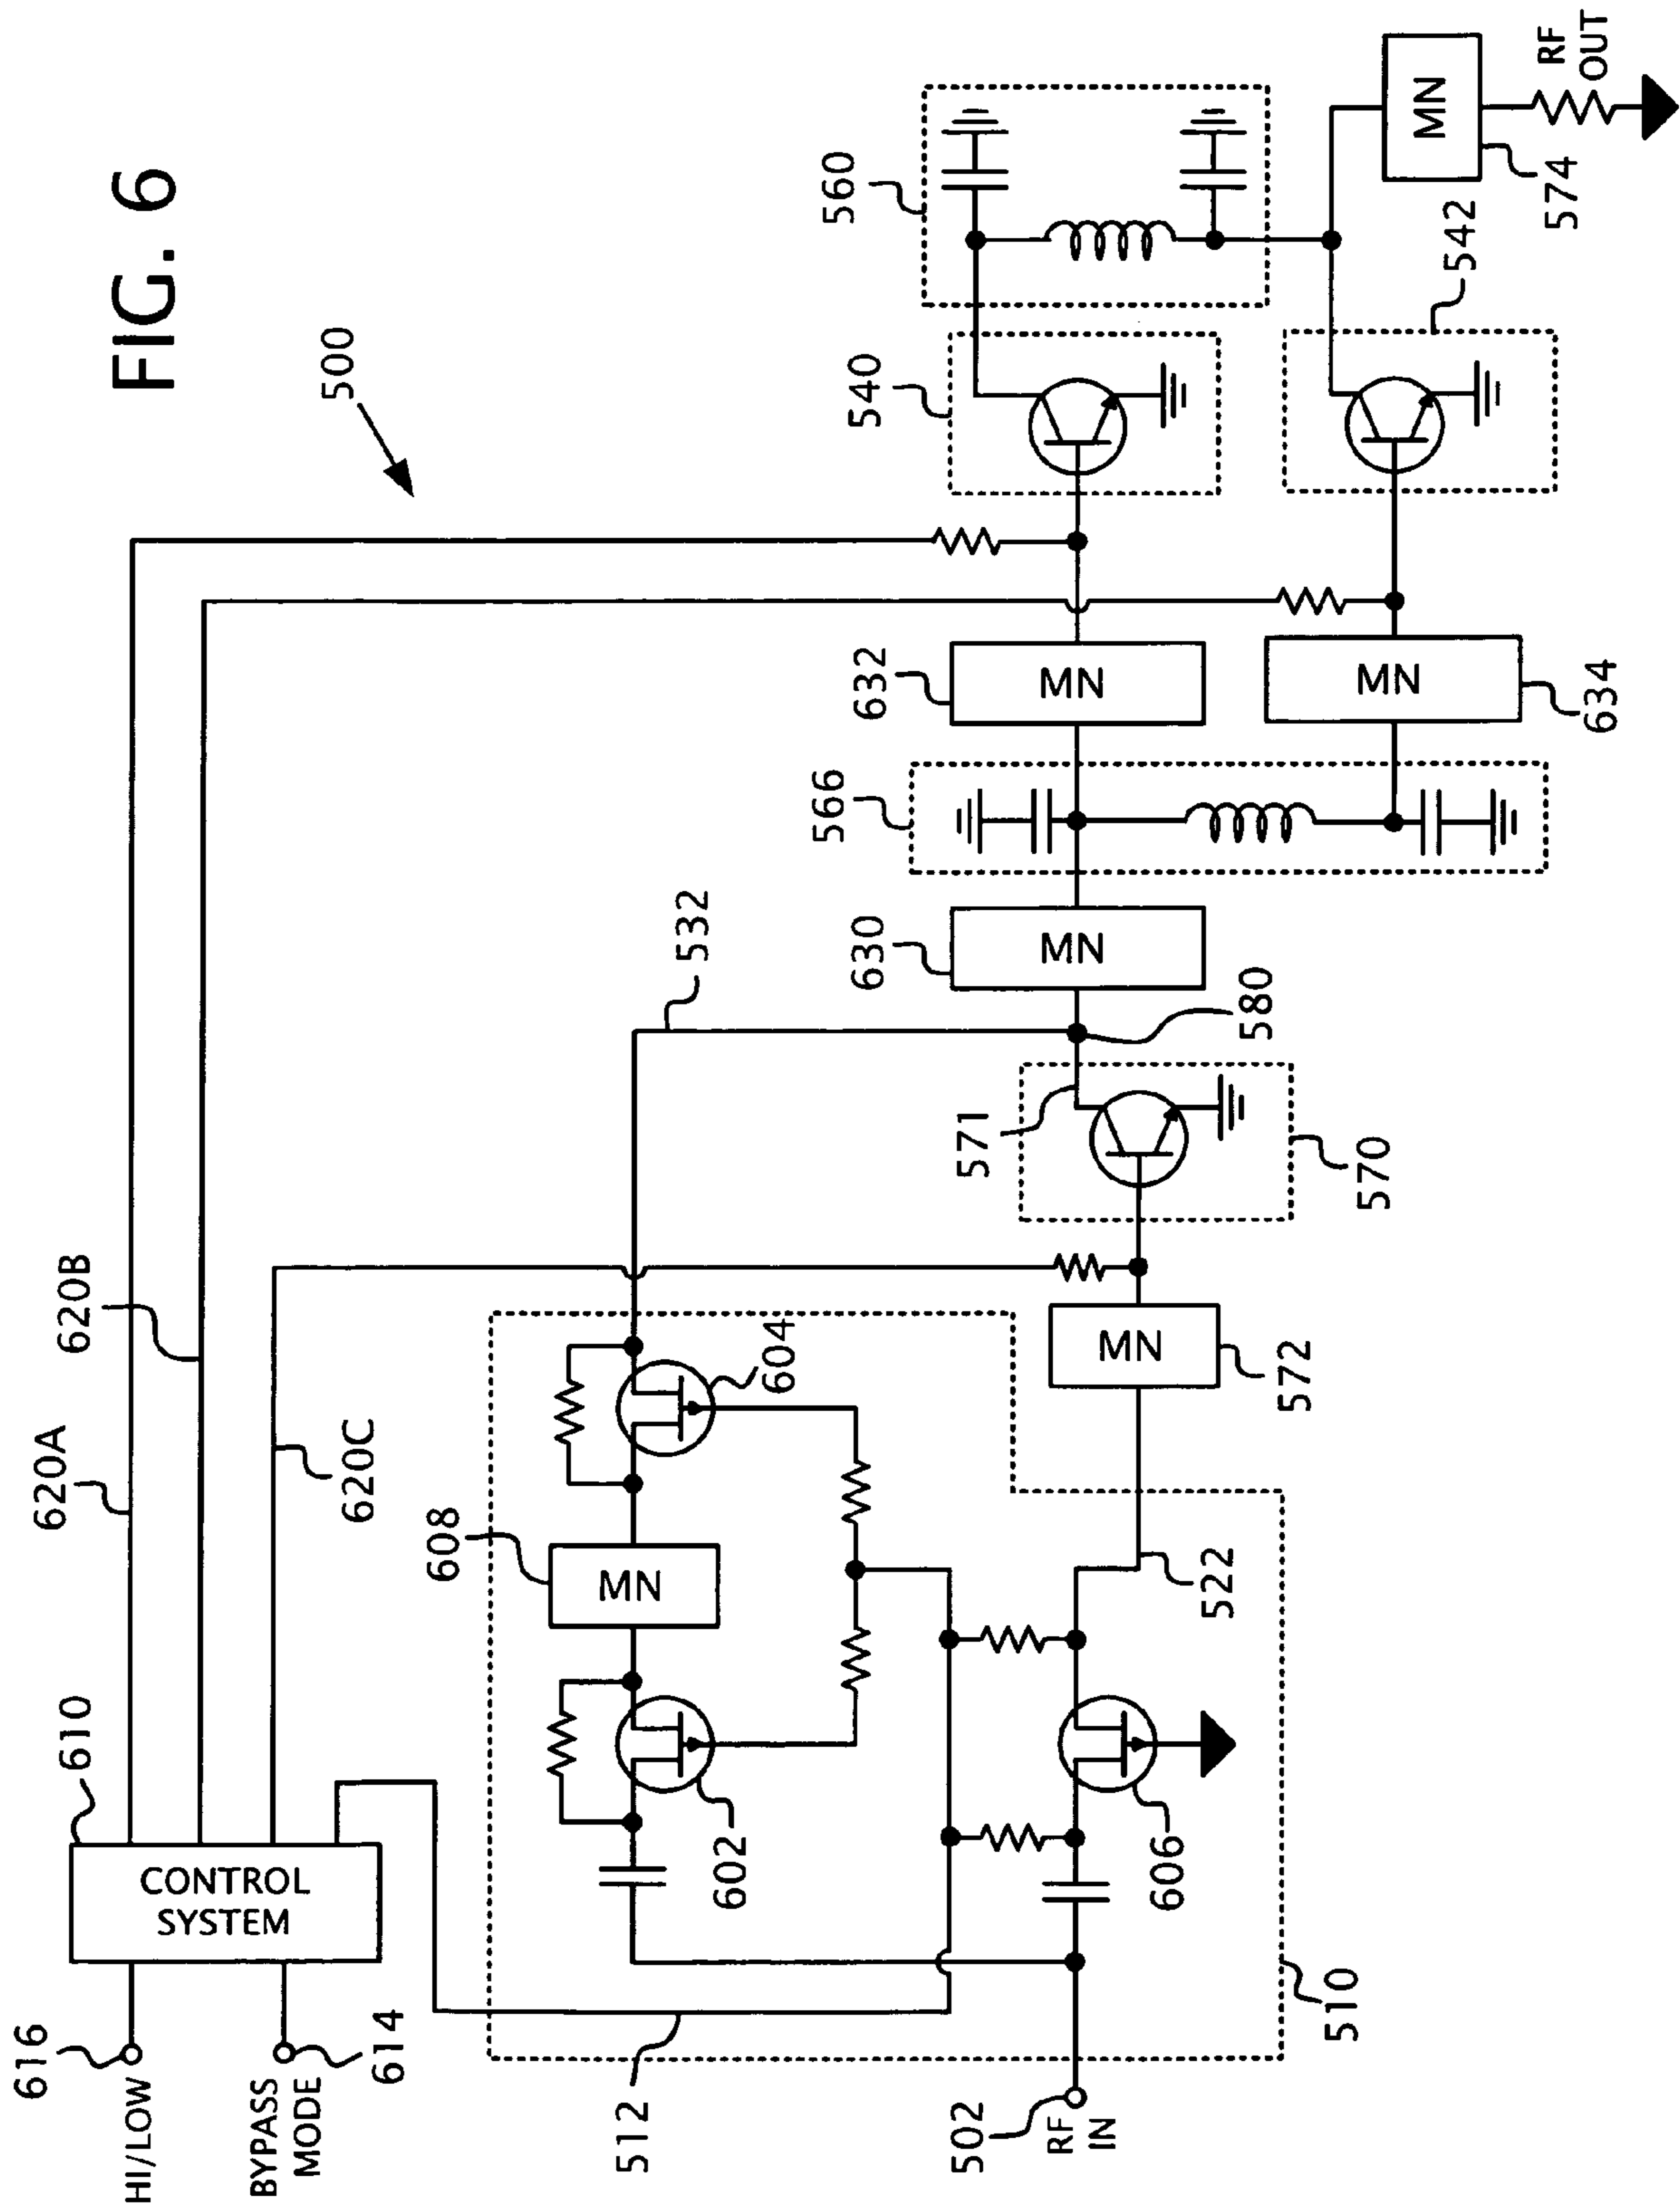 FIG. 6
500
616
HI/LOW
BYPASS
MODE
614
610
CONTROL
SYSTEM
620A
620B
620C
512
502
RF
IN
510
602
608
MN
604
606
522
572
MN
532
571
570
580
630
MN
566
632
MN
634
MN
540
542
560
574
MN
RF
OUT